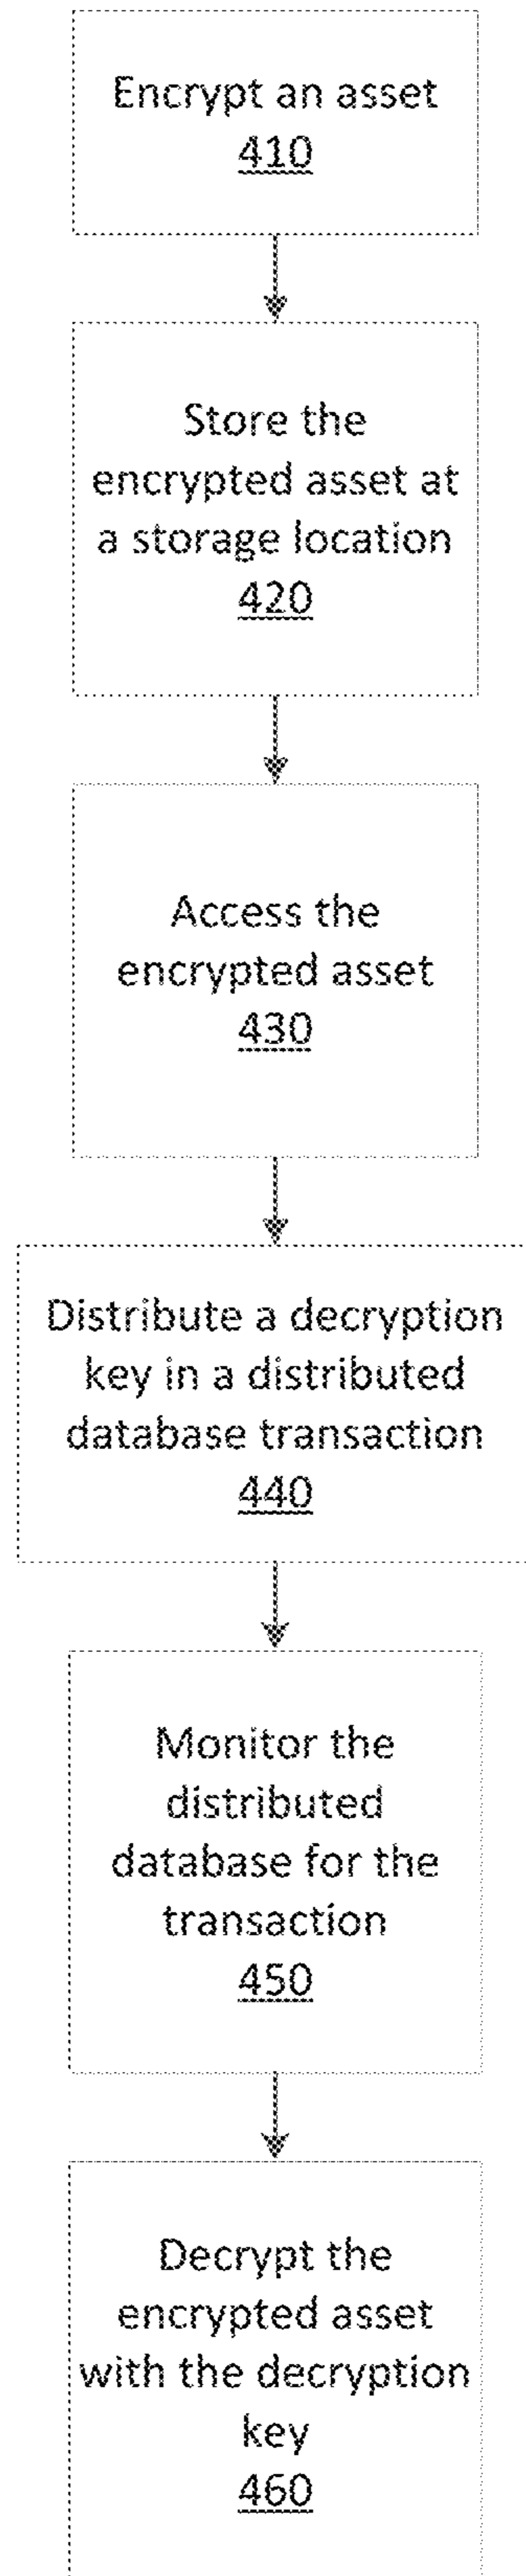 Encrypt an asset
410
Store the
encrypted asset at
a storage location
420
Access the
encrypted asset
430
Distribute a decryption
key in a distributed
database transaction
440
Monitor the
distributed
database for the
transaction
450
Decrypt the
encrypted asset
with the decryption
key
460